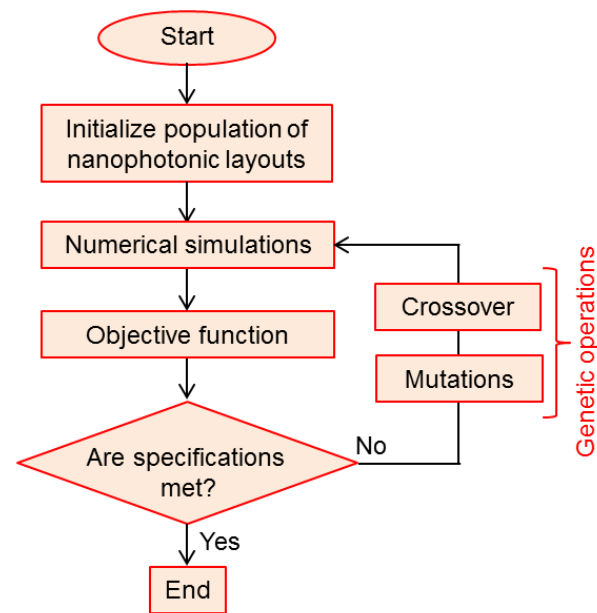 Start
Initialize population of
nanophotonic layouts
Numerical simulations
Objective function
Are specifications
met?
No
Yes
End
Crossover
Mutations
Genetic operations